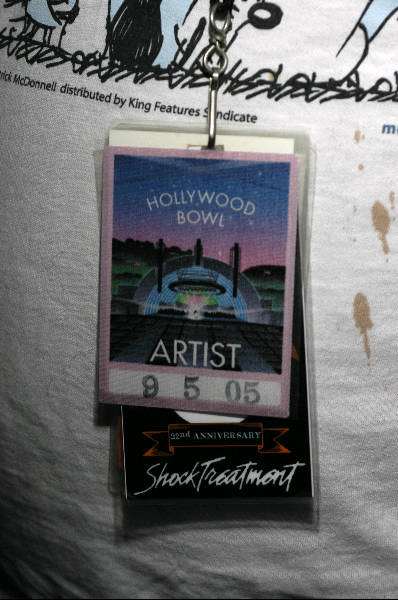 rick McDonnell distributed by King Features Syndicate
HOLLYWOOD
BOWL
ARTIST
9 5 05
22nd ANNIVERSARY
Shock Treatment